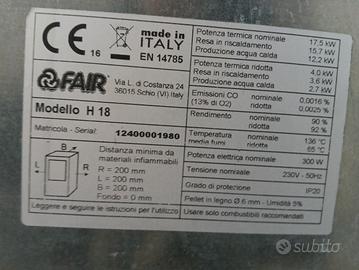 CE 16
made in
ITALY
EN 14785
FAIR
Via L. da Costanza 24
36015 Schio (VI) Italy
Modello H 18
Matricola - Serial: 12400001980
Distanza minima da
materiali infiammabili
R = 200 mm
L = 200 mm
B = 200 mm
Fondo = 0 mm
B
L
R
Leggere e seguire le istruzioni per l'utilizzo
Potenza termica nominale 17,5 kW
Resa in riscaldamento 15,7 kW
Produzione acqua calda 12,2 kW
Potenza termica ridotta 4,0 kW
Resa in riscaldamento 3,6 kW
Produzione acqua calda 2,7 kW
Emissioni CO nominale 0,0016 %
(13% di O2) ridotta 0,0025 %
Rendimento nominale 90 %
ridotto 92 %
Temperatura nominale 136 °C
media fumi ridotta 65 °C
Potenza elettrica nominale 300 W
Tensione nominale 230V - 50Hz
Grado di protezione IP20
Pellet in legno Ø 6 mm - Umidità 5%
Usare solo combustibili raccomandati
subito